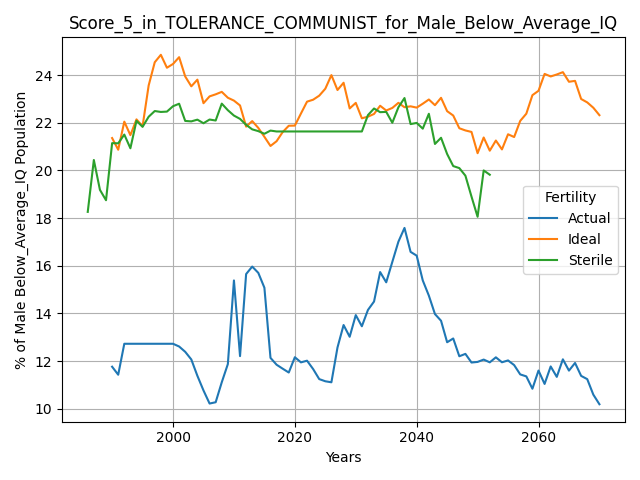 Score_5_in_TOLERANCE_COMMUNIST_for_Male_Below_Average_IQ
% of Male Below_Average_IQ Population
24
22
20
18
16
14
12
10
Fertility
Actual
Ideal
Sterile
2000 2020 2040 2060
Years